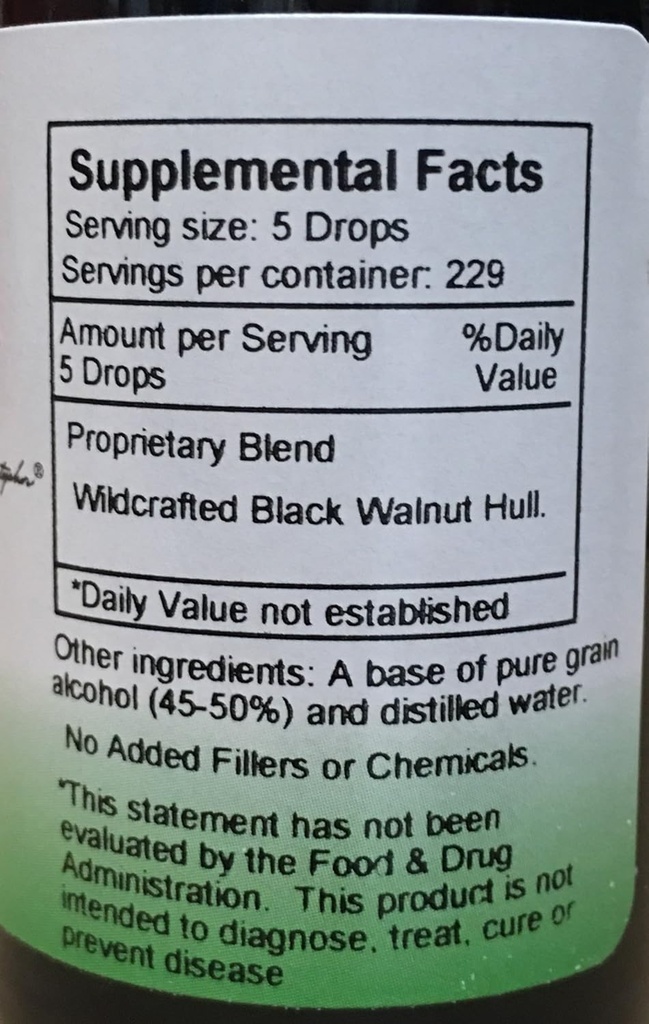 Supplemental Facts
Serving size: 5 Drops
Servings per container: 229
Amount per Serving %Daily
5 Drops Value
Proprietary Blend
Wildcrafted Black Walnut Hull.
*Daily Value not established
Other ingredients: A base of pure grain
alcohol (45-50%) and distilled water.
No Added Fillers or Chemicals.
*This statement has not been
evaluated by the Food & Drug
Administration. This product is not
intended to diagnose, treat, cure or
prevent disease